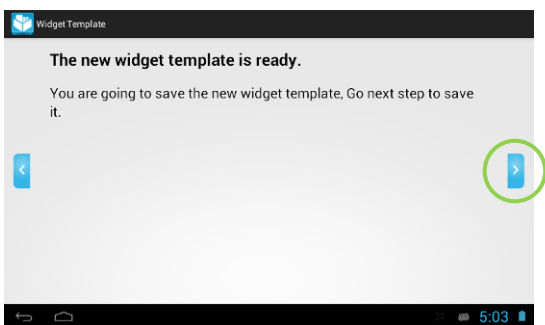 Widget Template
The new widget template is ready.
You are going to save the new widget template, Go next step to save
it.
5:03